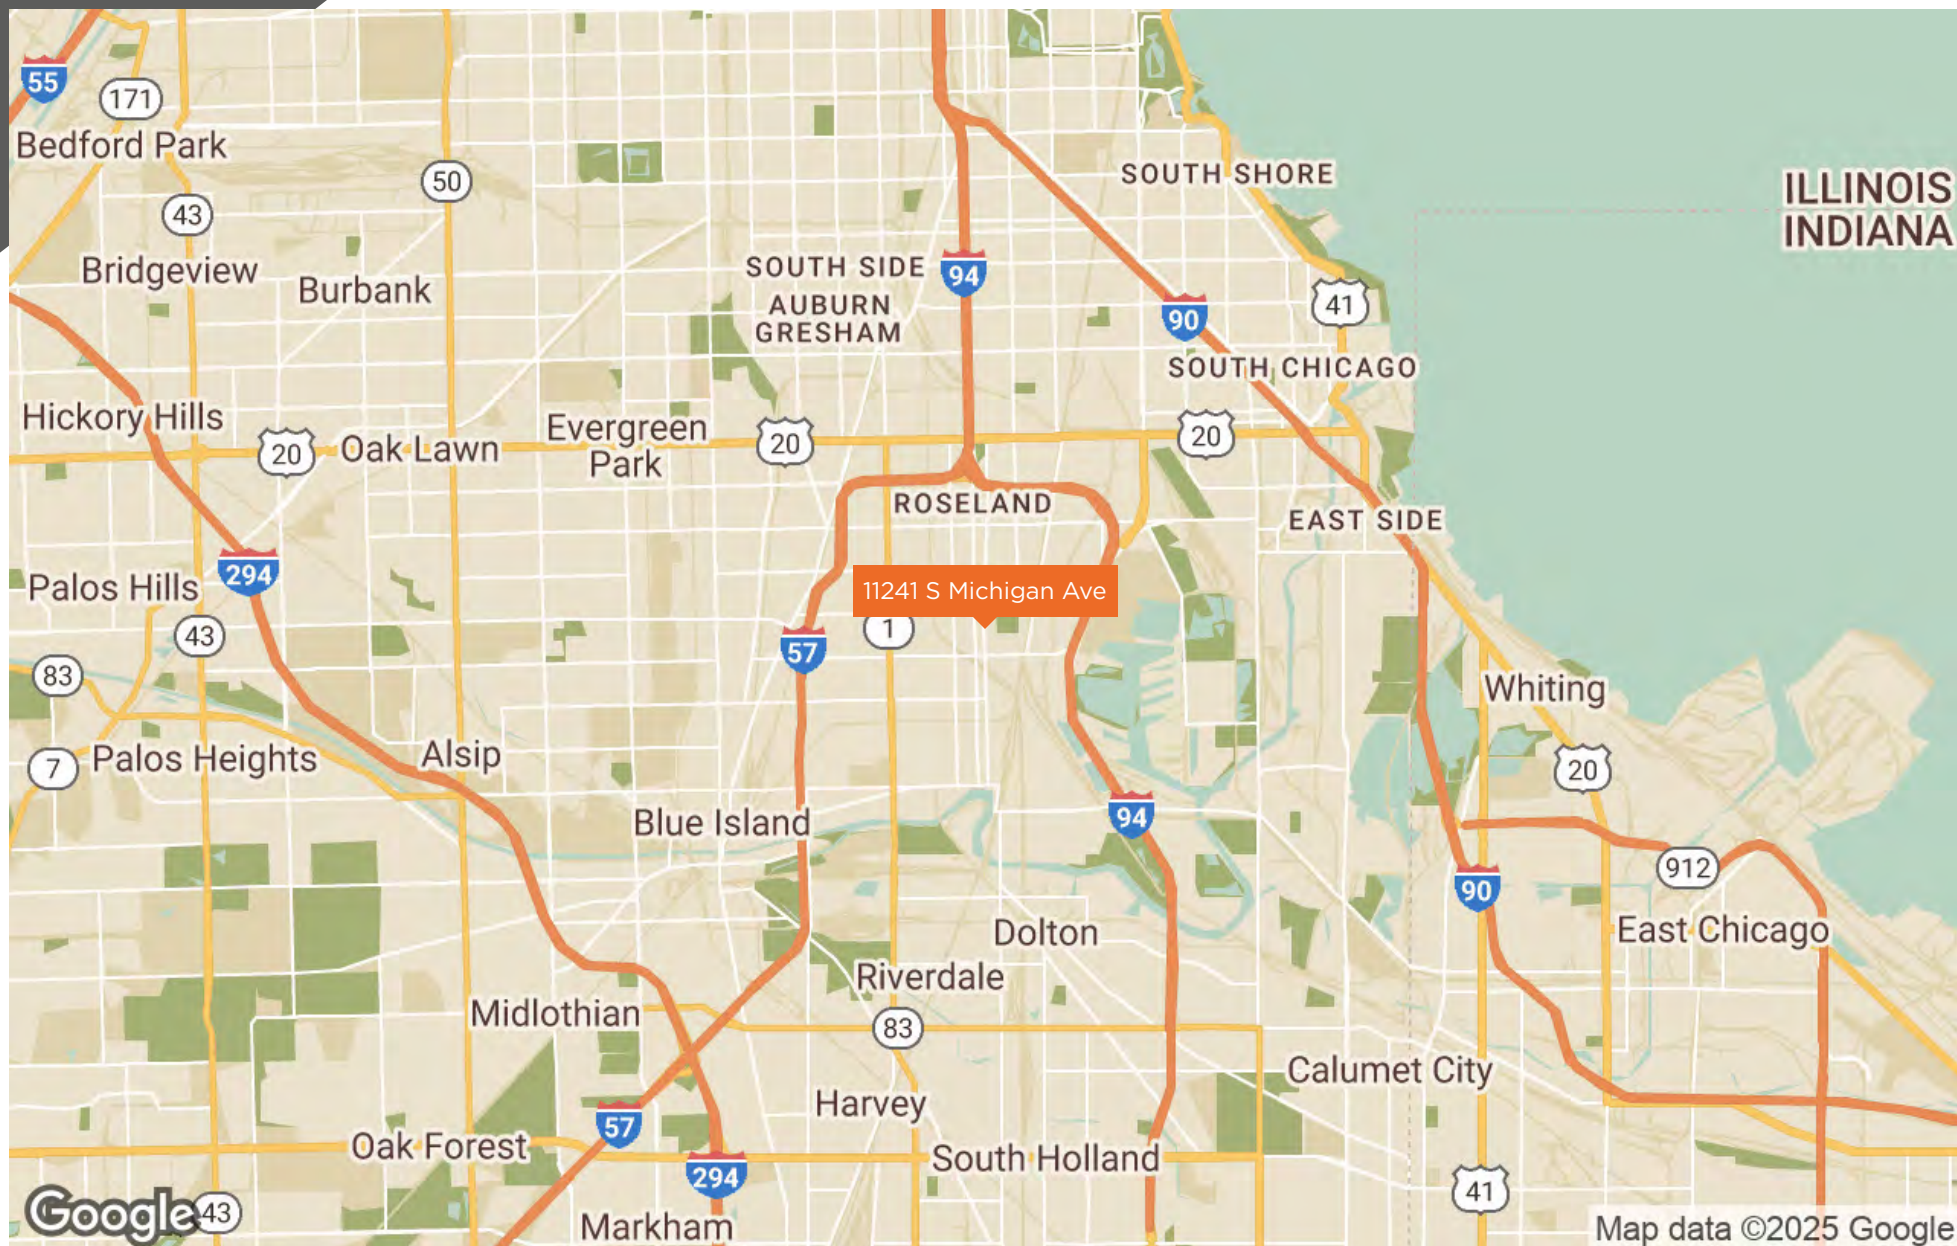 55
171
Bedford Park
50
SOUTH SHORE
ILLINOIS
INDIANA
43
Bridgeview
Burbank
SOUTH SIDE
94
AUBURN
GRESHAM
90
41
SOUTH CHICAGO
Hickory Hills
20
Oak Lawn
Evergreen
Park
20
20
ROSELAND
EAST SIDE
294
Palos Hills
11241 S Michigan Ave
43
1
57
83
Whiting
7
Palos Heights
Alsip
20
Blue Island
94
912
90
Dolton
East Chicago
Riverdale
Midlothian
83
Calumet City
Harvey
57
Oak Forest
South Holland
294
41
Google
43
Markham
Map data ©2025 Google